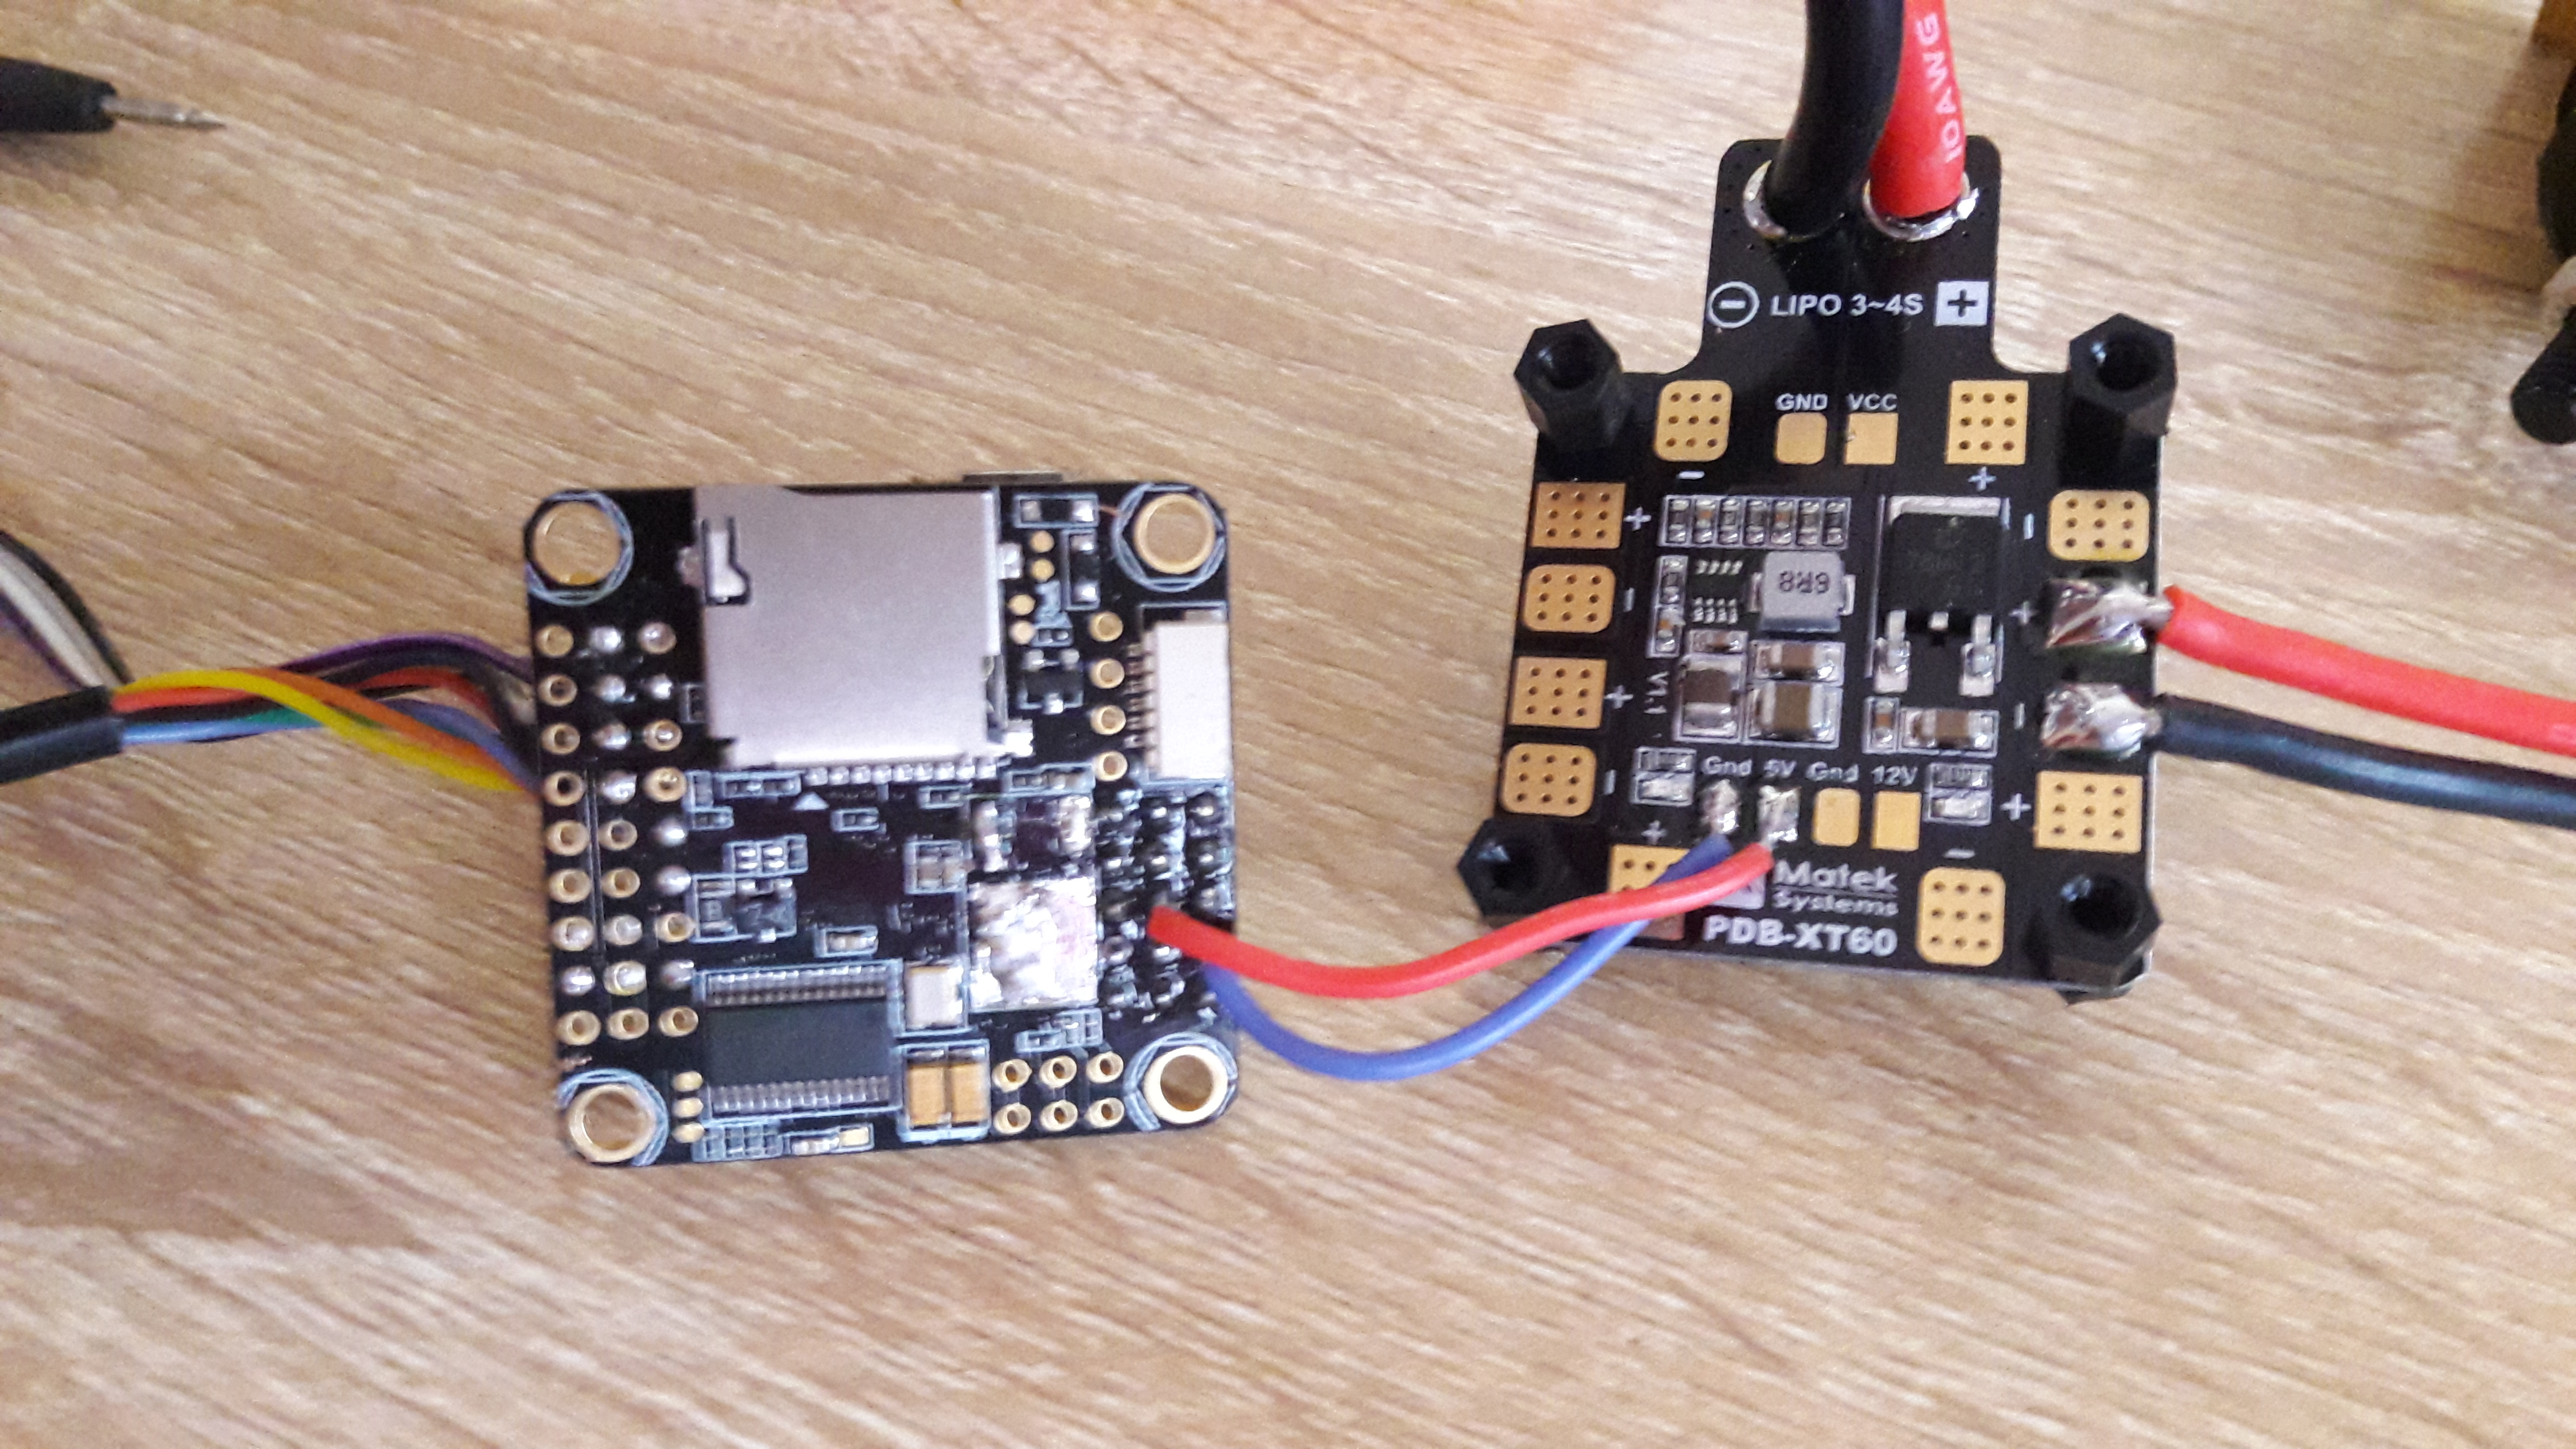 10AWG
LIPO 3~4S
GND VCC
6R8
V1.1
Gnd 5V Gnd 12V
Matek
Systems
PDB-XT60